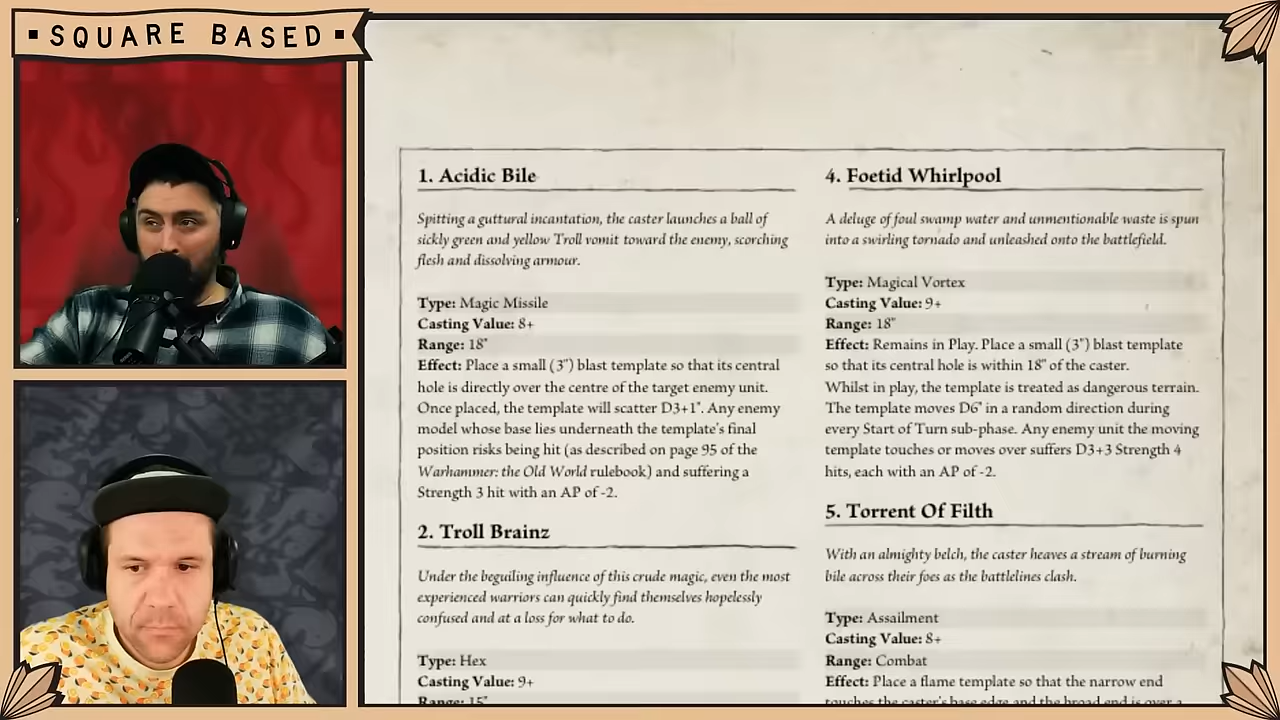 SQUARE BASED
1. Acidic Bile
Spitting a guttural incantation, the caster launches a ball of
sickly green and yellow Troll vomit toward the enemy, scorching
flesh and dissolving armour.
Type: Magic Missile
Casting Value: 8+
Range: 18"
Effect: Place a small (3") blast template so that its central
hole is directly over the centre of the target enemy unit.
Once placed, the template will scatter D3+1". Any enemy
model whose base lies underneath the template's final
position risks being hit (as described on page 95 of the
Warhammer: the Old World rulebook) and suffering a
Strength 3 hit with an AP of -2.
2. Troll Brainz
Under the beguiling influence of this crude magic, even the most
experienced warriors can quickly find themselves hopelessly
confused and at a loss for what to do.
Type: Hex
Casting Value: 9+
Range: 15"
4. Foetid Whirlpool
A deluge of foul swamp water and unmentionable waste is spun
into a swirling tornado and unleashed onto the battlefield.
Type: Magical Vortex
Casting Value: 9+
Range: 18"
Effect: Remains in Play. Place a small (3") blast template
so that its central hole is within 18" of the caster.
Whilst in play, the template is treated as dangerous terrain.
The template moves D6" in a random direction during
every Start of Turn sub-phase. Any enemy unit the moving
template touches or moves over suffers D3+3 Strength 4
hits, each with an AP of -2.
5. Torrent Of Filth
With an almighty belch, the caster heaves a stream of burning
bile across their foes as the battlelines clash.
Type: Assailment
Casting Value: 8+
Range: Combat
Effect: Place a flame template so that the narrow end
touches the caster's base edge and the broad end is over a